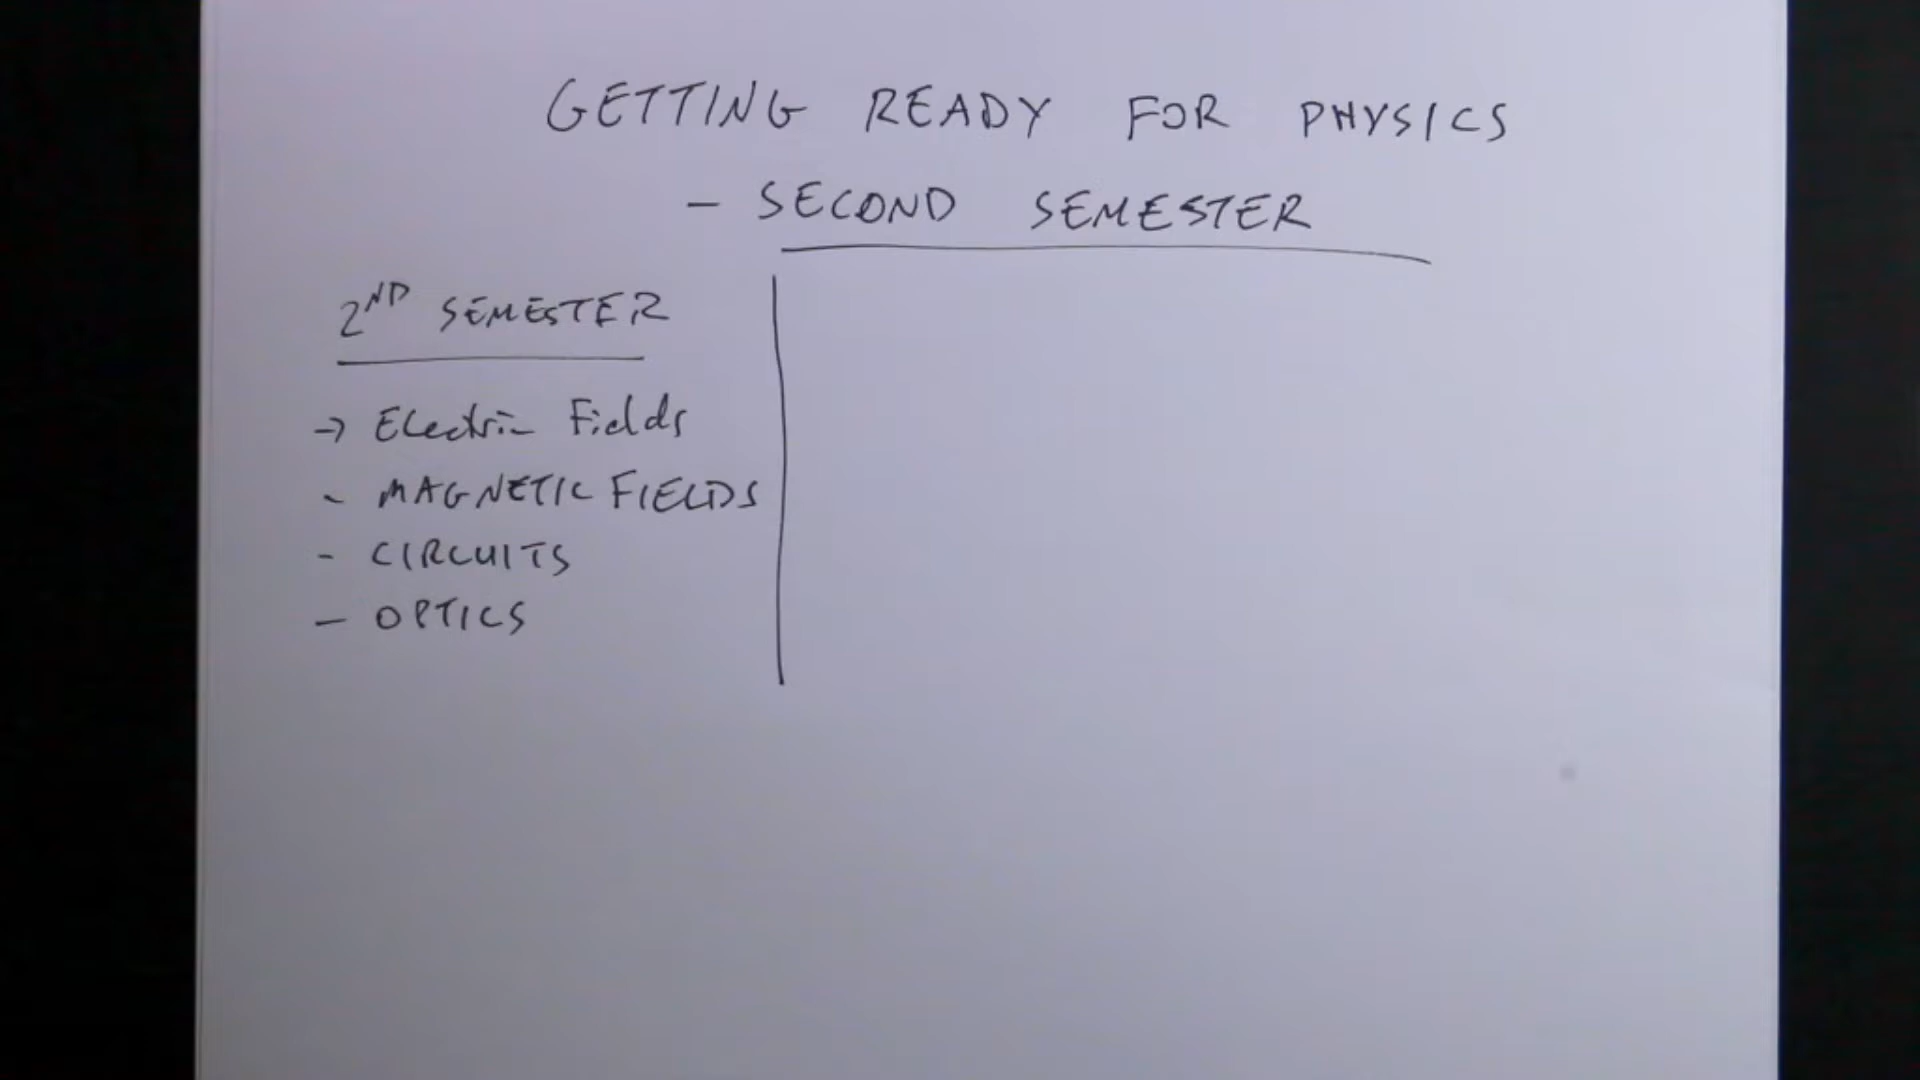 GETTING READY FOR PHYSICS
- SECOND SEMESTER
2ND SEMESTER
→ Electric Fields
- MAGNETIC FIELDS
- CIRCUITS
- OPTICS